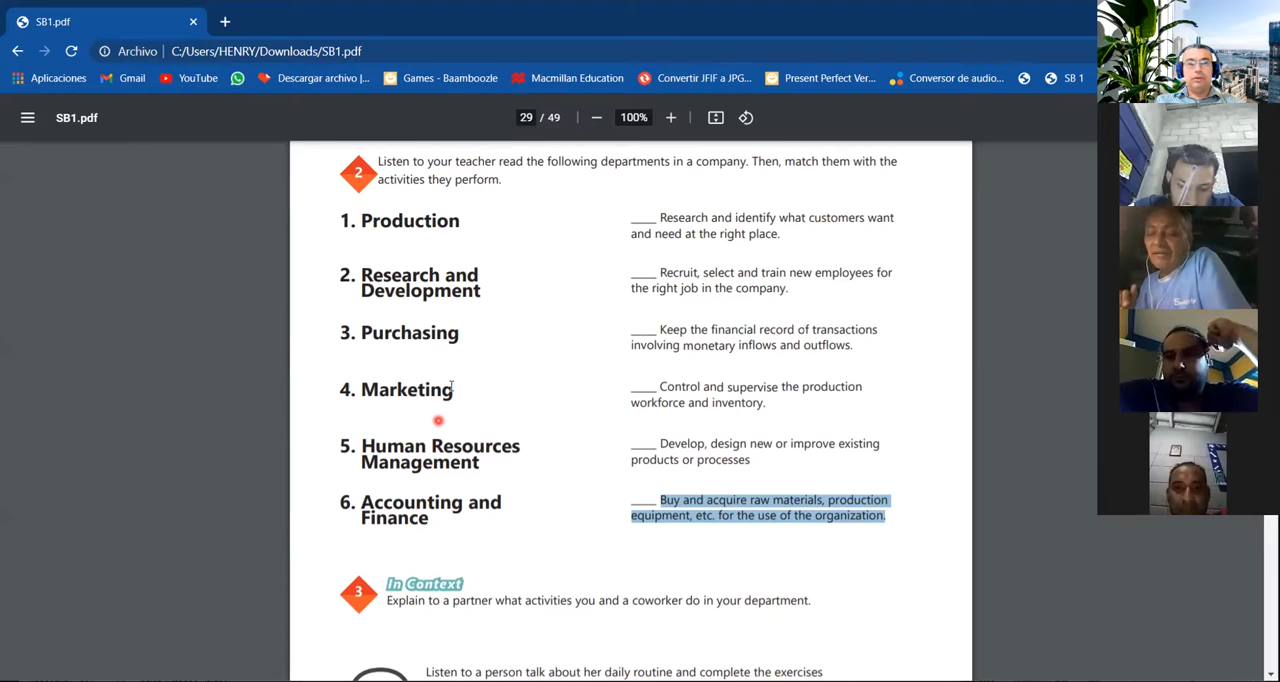 SB1.pdf
Archivo | C:/Users/HENRY/Downloads/SB1.pdf
Aplicaciones Gmail YouTube Descargar archivo |... Games - Baamboozle Macmillan Education Convertir JFIF a JPG... Present Perfect Ver... Conversor de audio... SB 1
SB1.pdf 29 / 49 100%
2 Listen to your teacher read the following departments in a company. Then, match them with the
activities they perform.
1. Production
____ Research and identify what customers want
and need at the right place.
2. Research and
Development
____ Recruit, select and train new employees for
the right job in the company.
3. Purchasing
____ Keep the financial record of transactions
involving monetary inflows and outflows.
4. Marketing
____ Control and supervise the production
workforce and inventory.
5. Human Resources
Management
____ Develop, design new or improve existing
products or processes
6. Accounting and
Finance
____ Buy and acquire raw materials, production
equipment, etc. for the use of the organization.
3 In Context
Explain to a partner what activities you and a coworker do in your department.
Listen to a person talk about her daily routine and complete the exercises